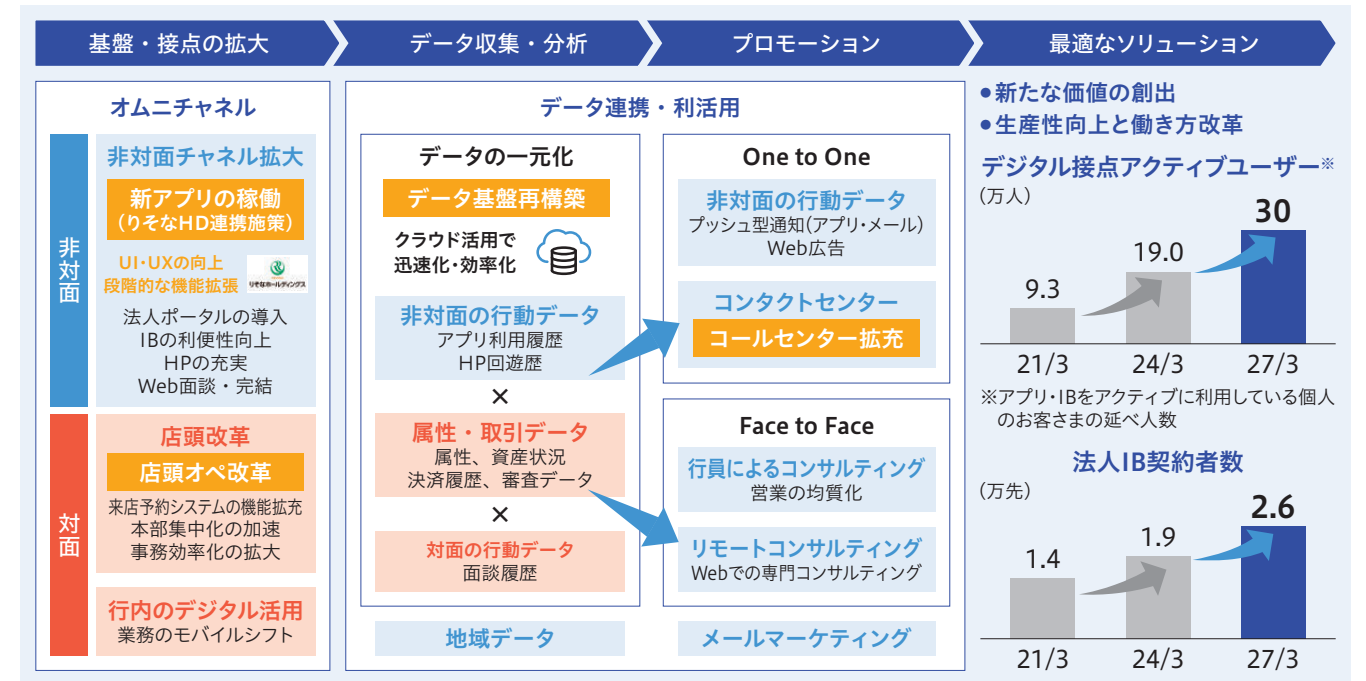 基盤・接点の拡大
データ収集・分析
プロモーション
最適なソリューション
オムニチャネル
非対面
非対面チャネル拡大
新アプリの稼働
(りそなHD連携施策)
UI・UXの向上
段階的な機能拡張
りそなホールディングス
法人ポータルの導入
IBの利便性向上
HPの充実
Web面談・完結
対面
店頭改革
店頭オペ改革
来店予約システムの機能拡充
本部集中化の加速
事務効率化の拡大
行内のデジタル活用
業務のモバイルシフト
データ連携・利活用
データの一元化
データ基盤再構築
クラウド活用で
迅速化・効率化
非対面の行動データ
アプリ利用履歴
HP回遊歴
×
属性・取引データ
属性、資産状況
決済履歴、審査データ
×
対面の行動データ
面談履歴
地域データ
One to One
非対面の行動データ
プッシュ型通知(アプリ・メール)
Web広告
コンタクトセンター
コールセンター拡充
Face to Face
行員によるコンサルティング
営業の均質化
リモートコンサルティング
Webでの専門コンサルティング
メールマーケティング
●新たな価値の創出
●生産性向上と働き方改革
デジタル接点アクティブユーザー※
(万人)
9.3
19.0
30
21/3
24/3
27/3
※アプリ・IBをアクティブに利用している個人
のお客さまの延べ人数
法人IB契約者数
(万先)
1.4
1.9
2.6
21/3
24/3
27/3